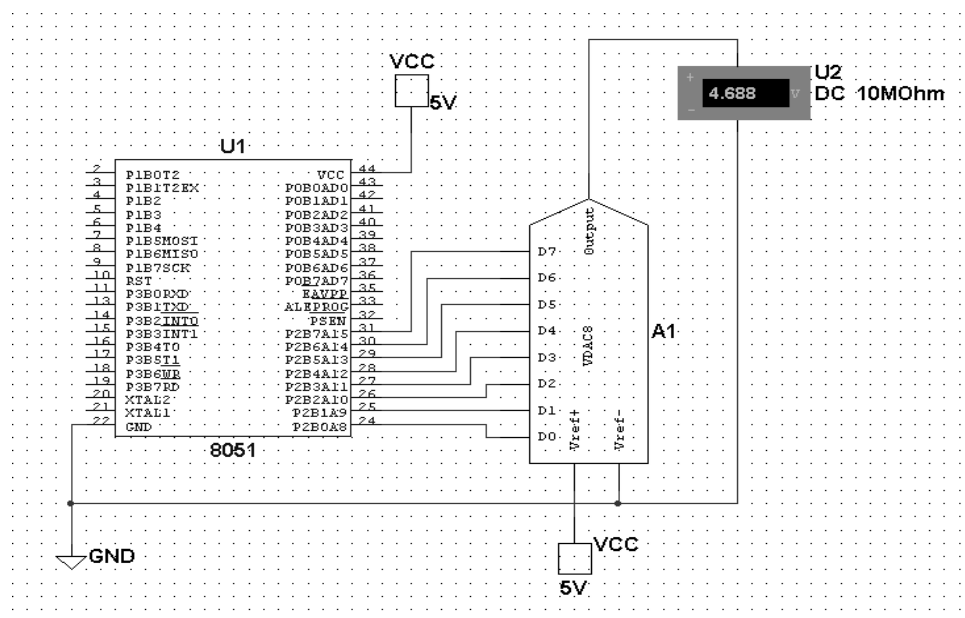 VCC
5V
U2
DC 10MOhm
+
4.688
V
-
U1
2 P1B0T2 VCC 44
3 P1B1T2EX P0B0AD0 43
4 P1B2 P0B1AD1 42
5 P1B3 P0B2AD2 41
6 P1B4 P0B3AD3 40
7 P1B5MOSI P0B4AD4 39
8 P1B6MISO P0B5AD5 38
9 P1B7SCK P0B6AD6 37
10 RST P0B7AD7 36
11 P3B0RXD EAVPP 35
13 P3B1TXD ALEPROG 33
14 P3B2INT0 PSEN 32
15 P3B3INT1 P2B7A15 31
16 P3B4T0 P2B6A14 30
17 P3B5T1 P2B5A13 29
18 P3B6WR P2B4A12 28
19 P3B7RD P2B3A11 27
20 XTAL2 P2B2A10 26
21 XTAL1 P2B1A9 25
22 GND P2B0A8 24
8051
Output
D7
D6
D5
D4
D3
D2
D1
D0
VDAC8
Vref+
Vref-
A1
GND
VCC
5V